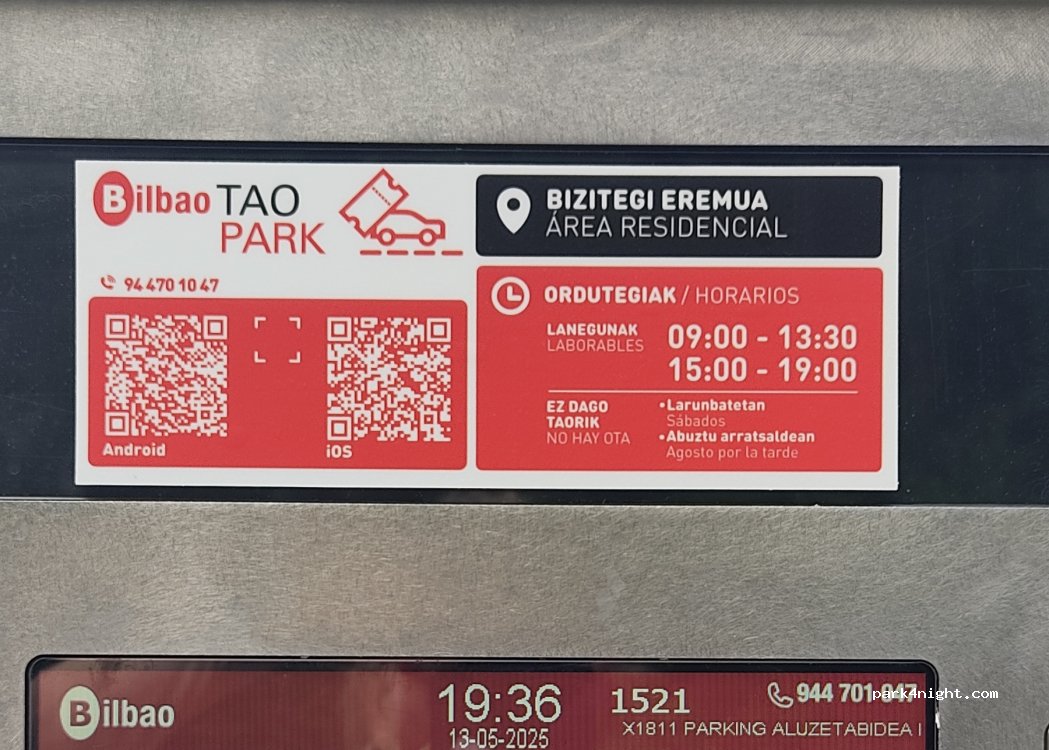 Bilbao TAO
PARK
94 470 10 47
Android
iOS
BIZITEGI EREMUA
ÁREA RESIDENCIAL
ORDUTEGIAK / HORARIOS
LANEGUNAK
LABORABLES
09:00 - 13:30
15:00 - 19:00
EZ DAGO
TAORIK
NO HAY OTA
•Larunbatetan
Sábados
•Abuztu arratsaldean
Agosto por la tarde
Bilbao
19:36
13-05-2025
1521
944 701 047
X1811 PARKING ALUZETABIDEA
park4night.com